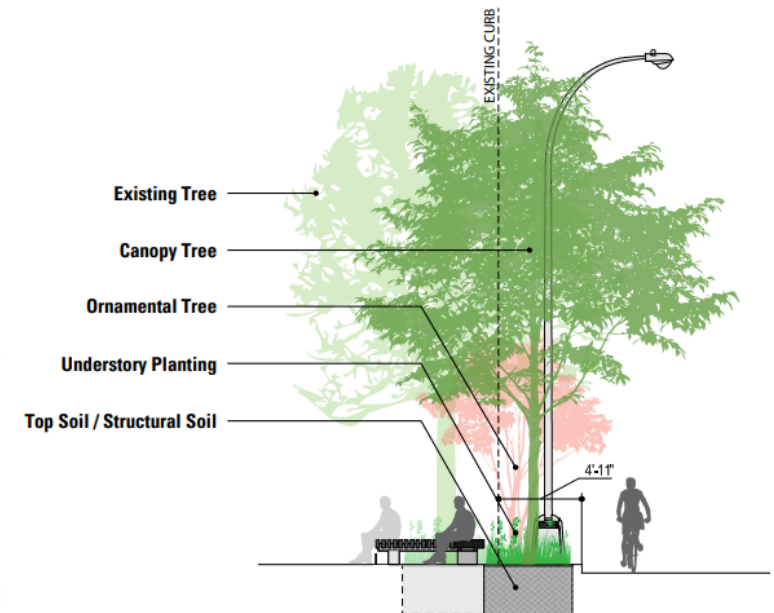 EXISTING CURB
Existing Tree
Canopy Tree
Ornamental Tree
Understory Planting
Top Soil / Structural Soil
4'-11"